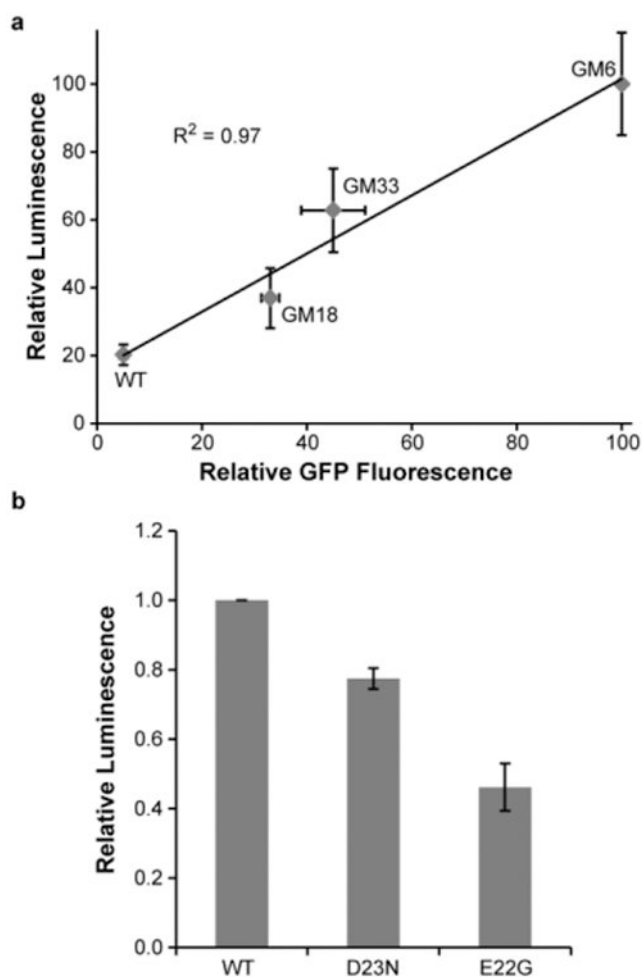 a
Relative Luminescence
100
80
60
40
20
0
R² = 0.97
GM6
GM33
GM18
WT
0 20 40 60 80 100
Relative GFP Fluorescence
b
Relative Luminescence
1.2
1.0
0.8
0.6
0.4
0.2
0.0
WT D23N E22G